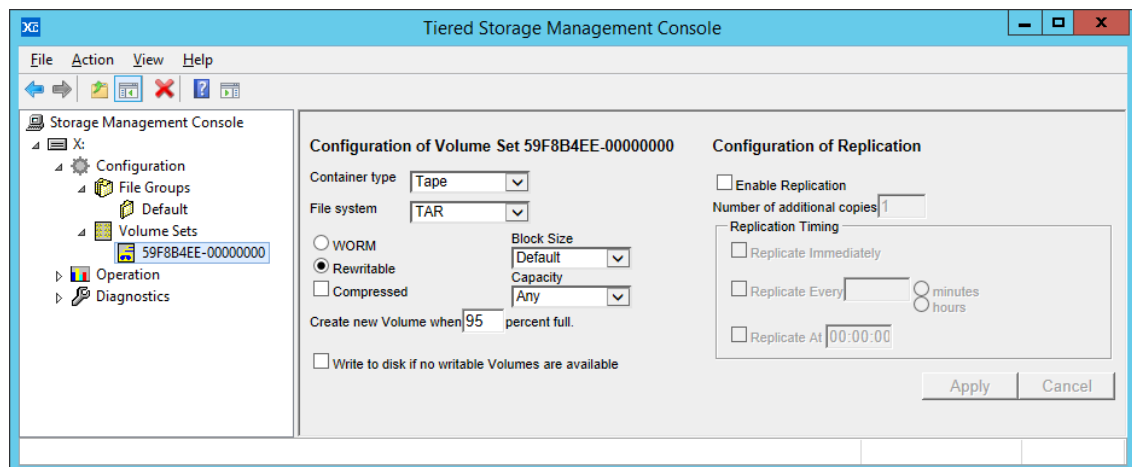 Tiered Storage Management Console
File Action View Help
Storage Management Console
X:
Configuration
File Groups
Default
Volume Sets
59F8B4EE-00000000
Operation
Diagnostics
Configuration of Volume Set 59F8B4EE-00000000
Container type Tape
File system TAR
WORM
Rewritable
Compressed
Block Size
Default
Capacity
Any
Create new Volume when 95 percent full.
Write to disk if no writable Volumes are available
Configuration of Replication
Enable Replication
Number of additional copies 1
Replication Timing
Replicate Immediately
Replicate Every minutes
hours
Replicate At 00:00:00
Apply Cancel